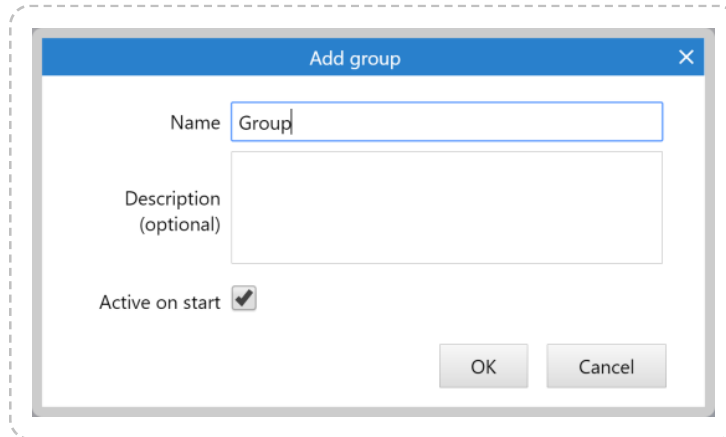 Add group
Name Group
Description
(optional)
Active on start
OK Cancel